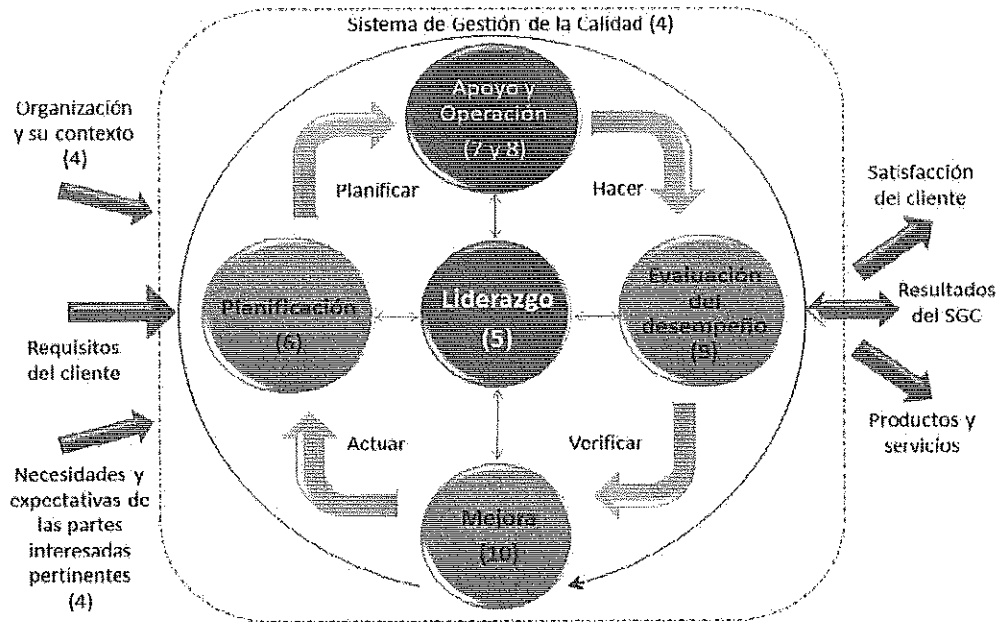 Sistema de Gestión de la Calidad (4)
Organización
y su contexto
(4)
Requisitos
del cliente
Necesidades y
expectativas de
las partes
interesadas
pertinentes
(4)
Apoyo y
Operación
(7 y 8)
Planificar
Hacer
Planificación
(6)
Liderazgo
(5)
Evaluación
del
desempeño
(9)
Actuar
Verificar
Mejora
(10)
Satisfacción
del cliente
Resultados
del SGC
Productos y
servicios